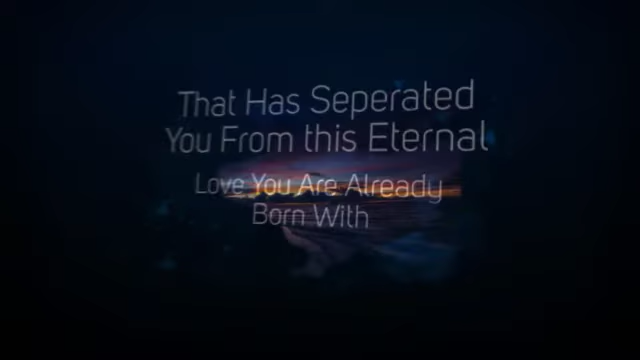 That Has Seperated
You From this Eternal
Love You Are Already
Born With